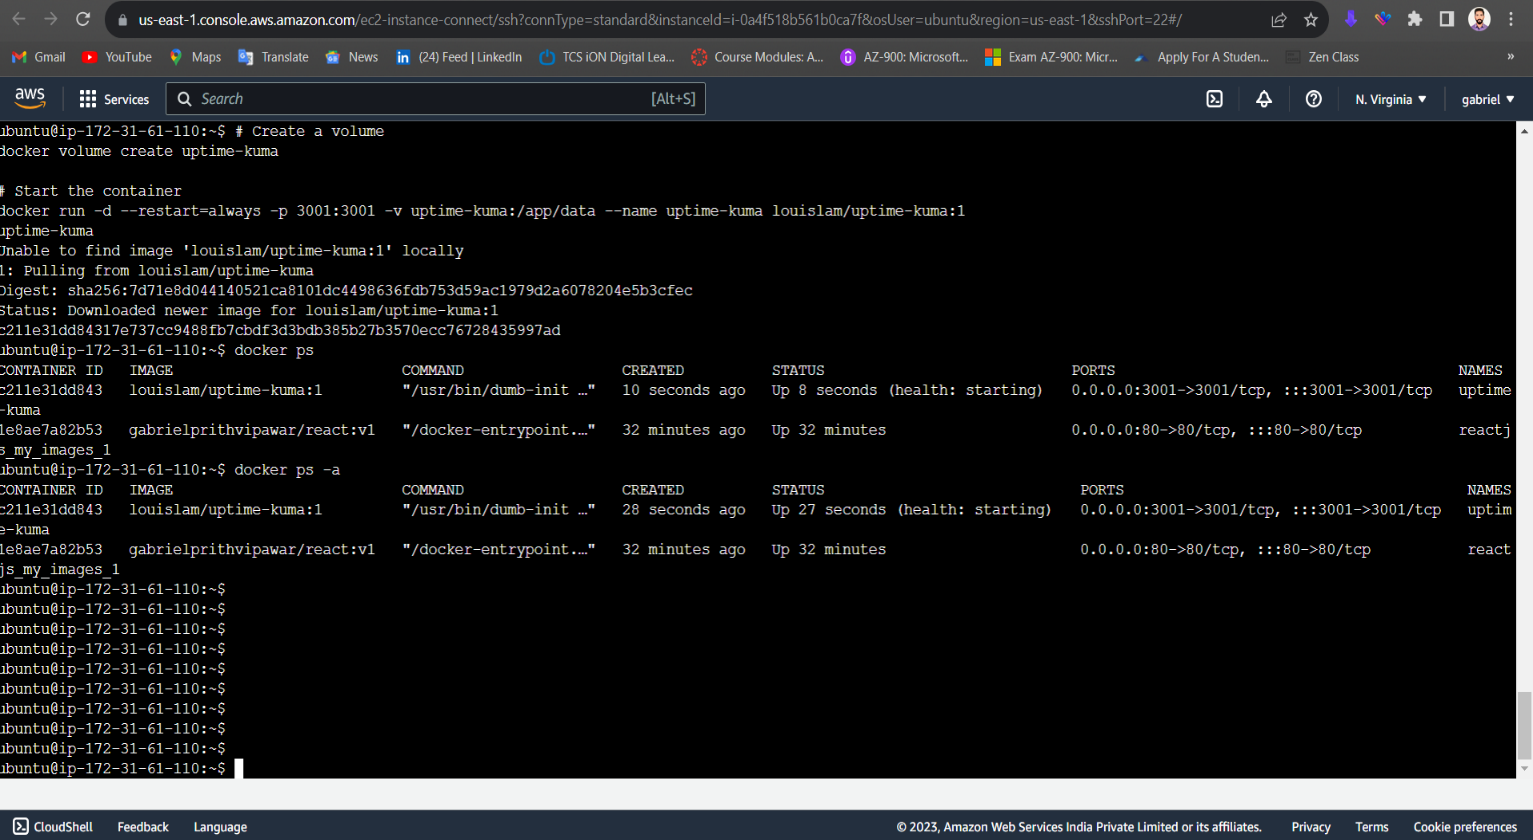 us-east-1.console.aws.amazon.com/ec2-instance-connect/ssh?connType=standard&instanceId=i-0a4f518b561b0ca7f&osUser=ubuntu&region=us-east-1&sshPort=22#/
Gmail YouTube Maps Translate News (24) Feed | LinkedIn TCS iON Digital Lea... Course Modules: A... AZ-900: Microsoft... Exam AZ-900: Micr... Apply For A Studen... Zen Class »
aws Services Search [Alt+S] N. Virginia ▼ gabriel ▼
ubuntu@ip-172-31-61-110:~$ # Create a volume
docker volume create uptime-kuma
# Start the container
docker run -d --restart=always -p 3001:3001 -v uptime-kuma:/app/data --name uptime-kuma louislam/uptime-kuma:1
uptime-kuma
Unable to find image 'louislam/uptime-kuma:1' locally
1: Pulling from louislam/uptime-kuma
Digest: sha256:7d71e8d044140521ca8101dc4498636fdb753d59ac1979d2a6078204e5b3cfec
Status: Downloaded newer image for louislam/uptime-kuma:1
c211e31dd84317e737cc9488fb7cbdf3d3bdb385b27b3570ecc76728435997ad
ubuntu@ip-172-31-61-110:~$ docker ps
CONTAINER ID IMAGE COMMAND CREATED STATUS PORTS NAMES
c211e31dd843 louislam/uptime-kuma:1 "/usr/bin/dumb-init …" 10 seconds ago Up 8 seconds (health: starting) 0.0.0.0:3001->3001/tcp, :::3001->3001/tcp uptime
-kuma
1e8ae7a82b53 gabrielprithvipawar/react:v1 "/docker-entrypoint.…" 32 minutes ago Up 32 minutes 0.0.0.0:80->80/tcp, :::80->80/tcp reactj
s_my_images_1
ubuntu@ip-172-31-61-110:~$ docker ps -a
CONTAINER ID IMAGE COMMAND CREATED STATUS PORTS NAMES
c211e31dd843 louislam/uptime-kuma:1 "/usr/bin/dumb-init …" 28 seconds ago Up 27 seconds (health: starting) 0.0.0.0:3001->3001/tcp, :::3001->3001/tcp uptim
e-kuma
1e8ae7a82b53 gabrielprithvipawar/react:v1 "/docker-entrypoint.…" 32 minutes ago Up 32 minutes 0.0.0.0:80->80/tcp, :::80->80/tcp react
js_my_images_1
ubuntu@ip-172-31-61-110:~$
ubuntu@ip-172-31-61-110:~$
ubuntu@ip-172-31-61-110:~$
ubuntu@ip-172-31-61-110:~$
ubuntu@ip-172-31-61-110:~$
ubuntu@ip-172-31-61-110:~$
ubuntu@ip-172-31-61-110:~$
ubuntu@ip-172-31-61-110:~$
ubuntu@ip-172-31-61-110:~$
ubuntu@ip-172-31-61-110:~$
CloudShell Feedback Language © 2023, Amazon Web Services India Private Limited or its affiliates. Privacy Terms Cookie preferences